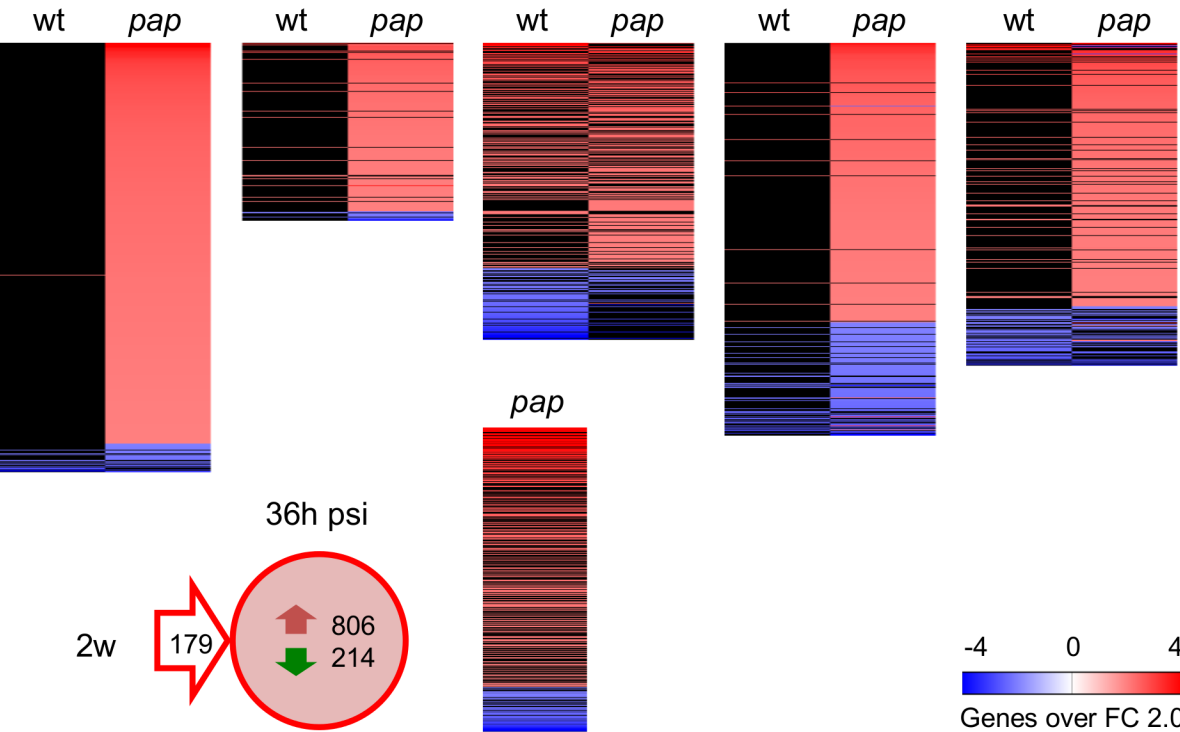 wt pap wt pap wt pap wt pap wt pap
pap
36h psi
806
2w 179
214
-4 0 4
Genes over FC 2.0